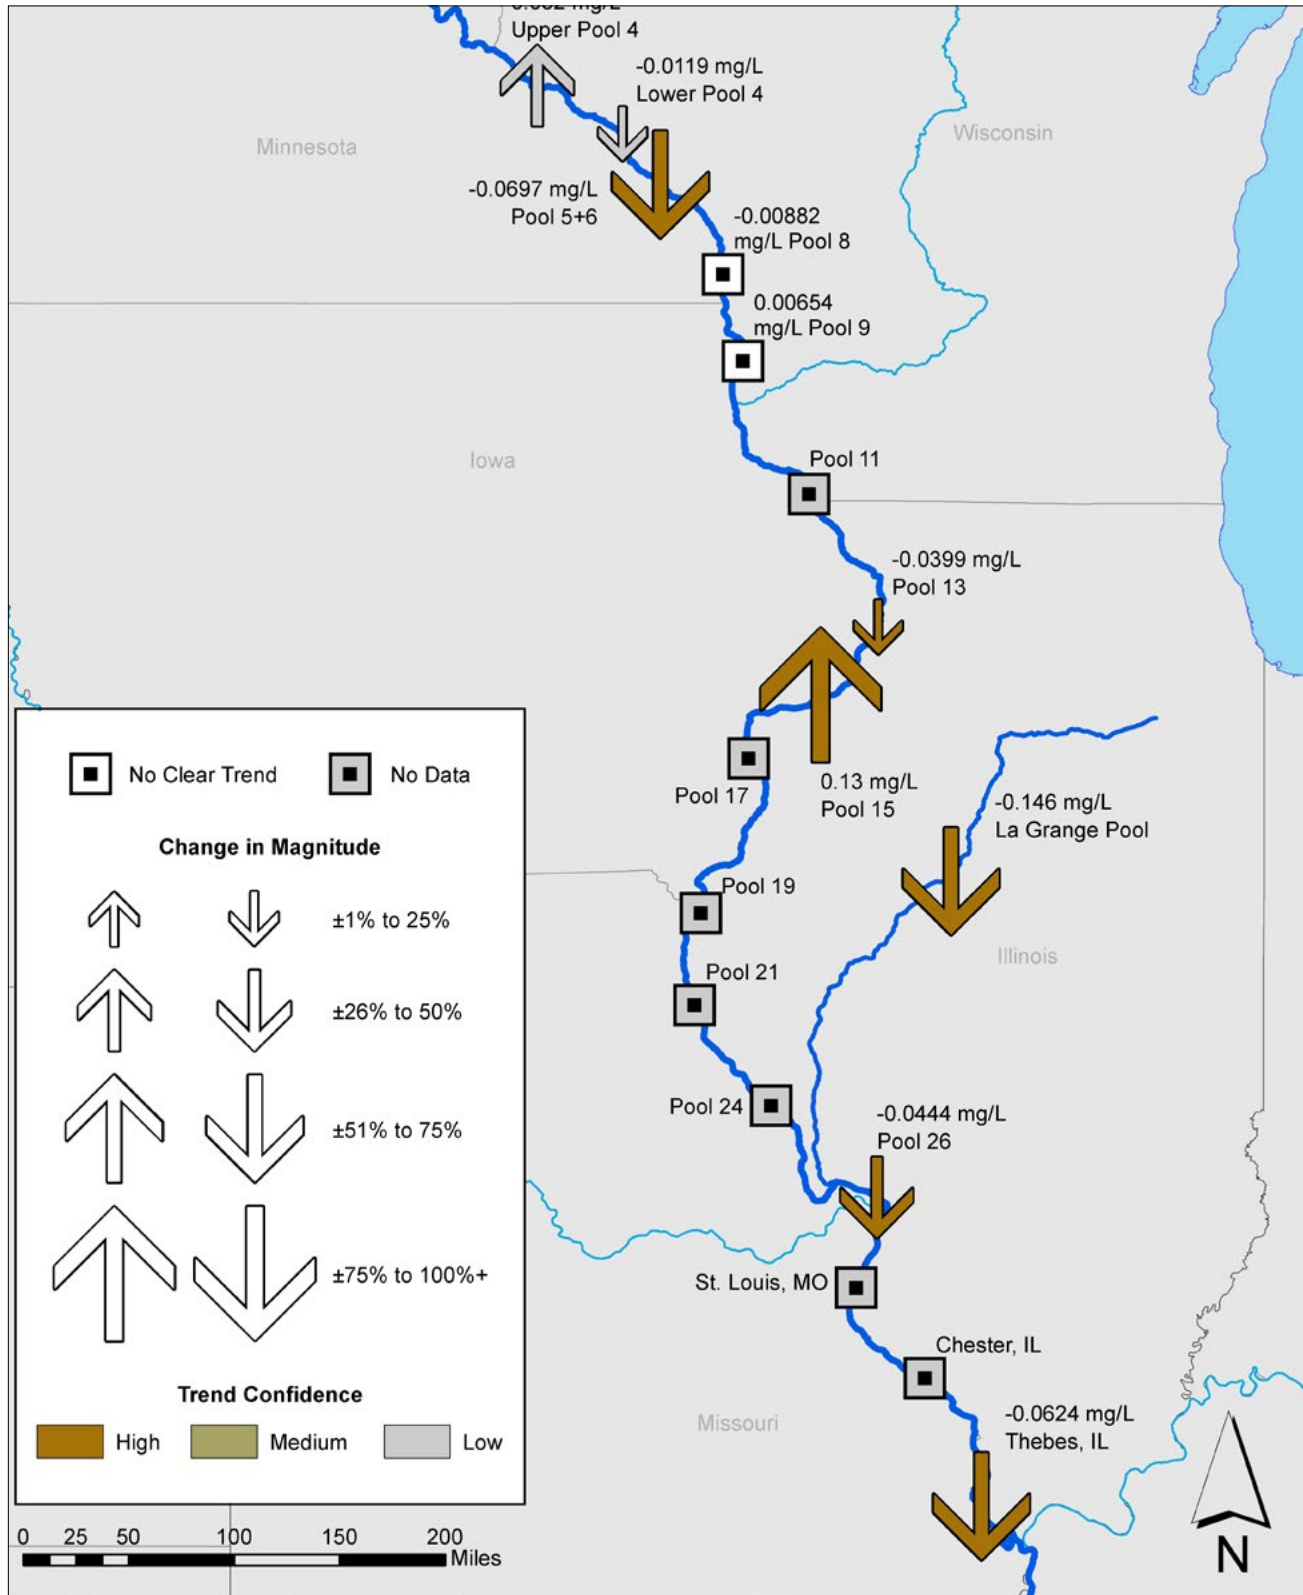 Upper Pool 4
-0.0119 mg/L
Lower Pool 4
Minnesota
Wisconsin
-0.0697 mg/L
Pool 5+6
-0.00882
mg/L Pool 8
0.00654
mg/L Pool 9
Iowa
Pool 11
-0.0399 mg/L
Pool 13
Pool 17
0.13 mg/L
Pool 15
-0.146 mg/L
La Grange Pool
Pool 19
Illinois
Pool 21
Pool 24
-0.0444 mg/L
Pool 26
St. Louis, MO
Chester, IL
Missouri
-0.0624 mg/L
Thebes, IL
No Clear Trend
No Data
Change in Magnitude
±1% to 25%
±26% to 50%
±51% to 75%
±75% to 100%+
Trend Confidence
High
Medium
Low
0 25 50 100 150 200
Miles
N